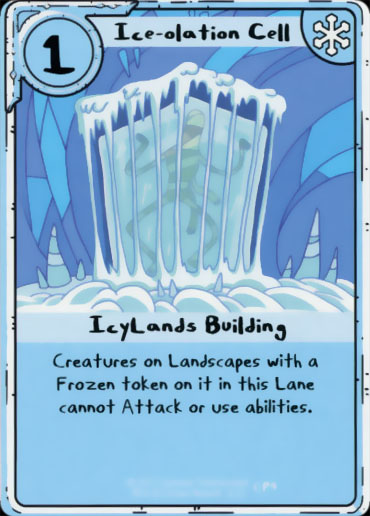 1
Ice-olation Cell
IcyLands Building
Creatures on Landscapes with a
Frozen token on it in this Lane
cannot Attack or use abilities.